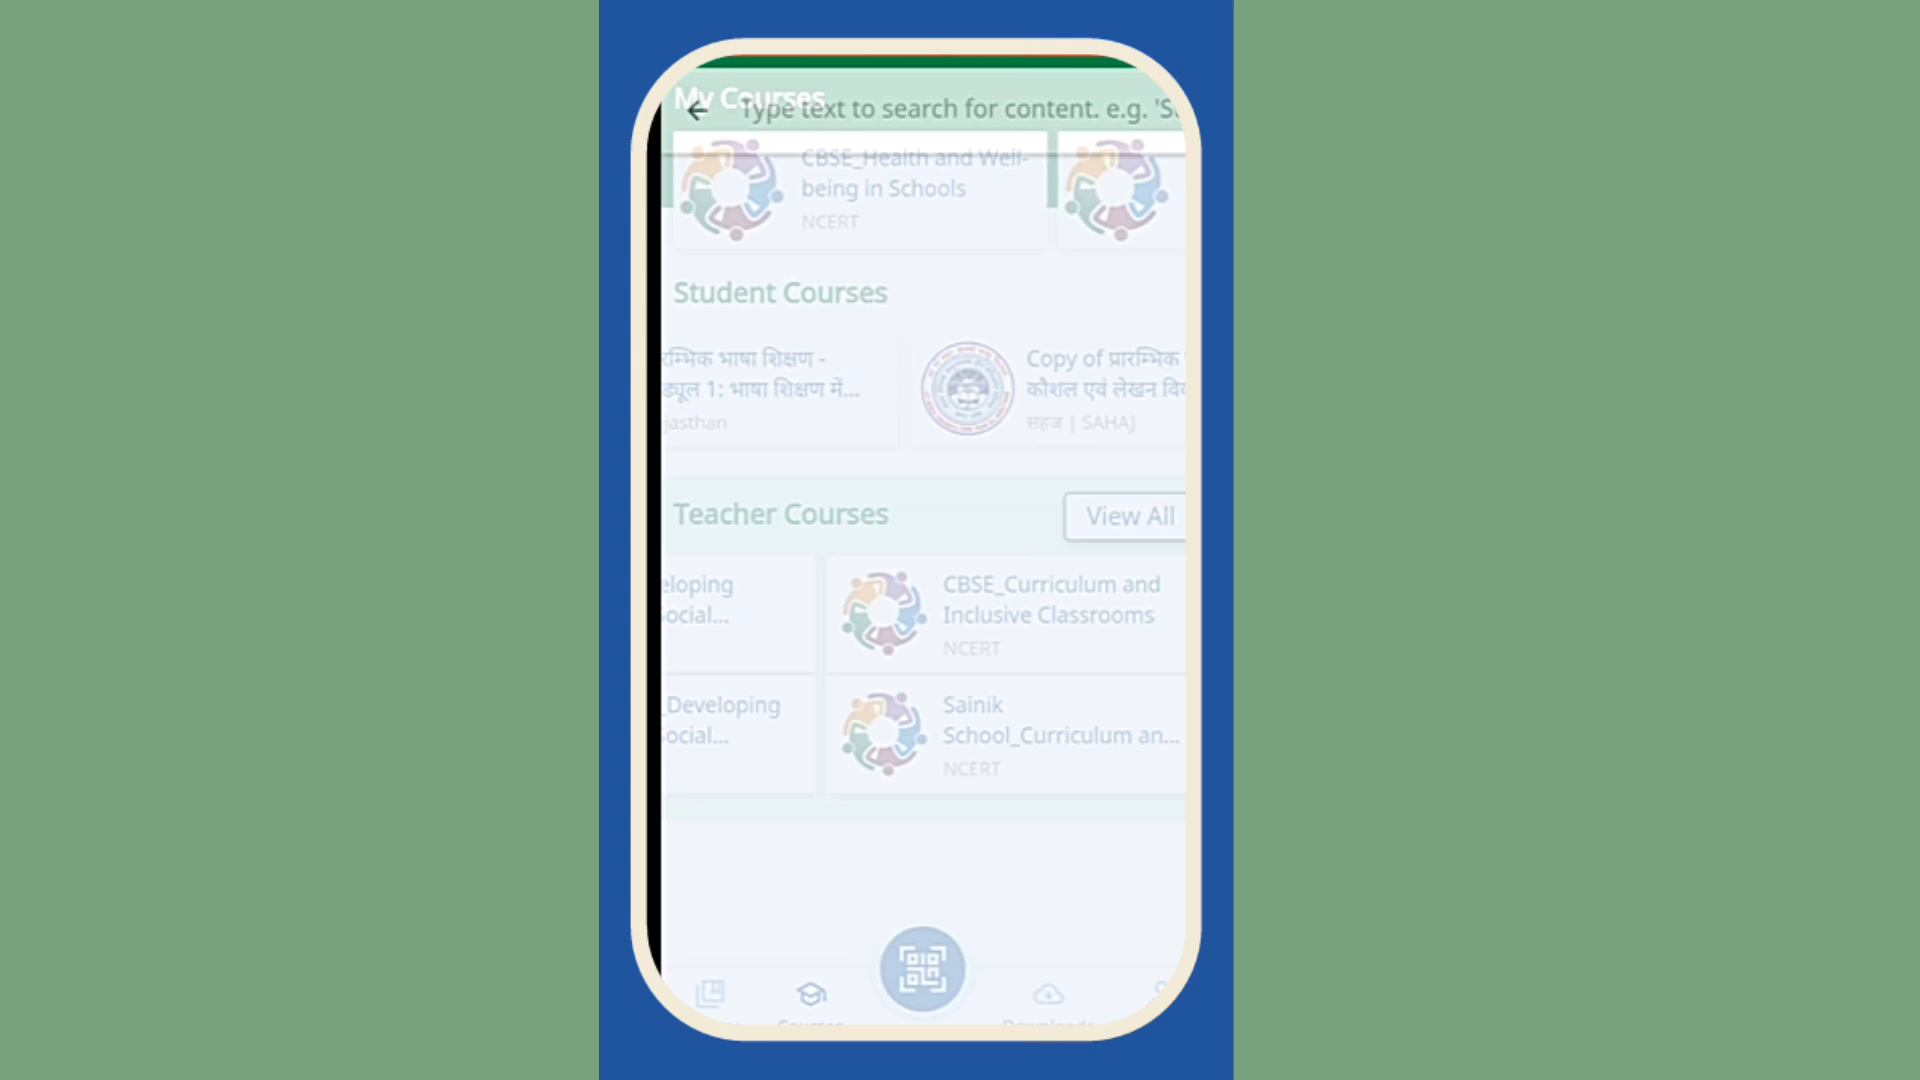 My Courses
Type text to search for content. e.g. 'S
CBSE_Health and Well-
being in Schools
NCERT
Student Courses
रम्भिक भाषा शिक्षण -
ड्यूल 1: भाषा शिक्षण में...
jasthan
Copy of प्रारम्भिक
कौशल एवं लेखन वि
सहज | SAHAJ
Teacher Courses
View All
eloping
ocial...
CBSE_Curriculum and
Inclusive Classrooms
NCERT
_Developing
ocial...
Sainik
School_Curriculum an...
NCERT
Courses